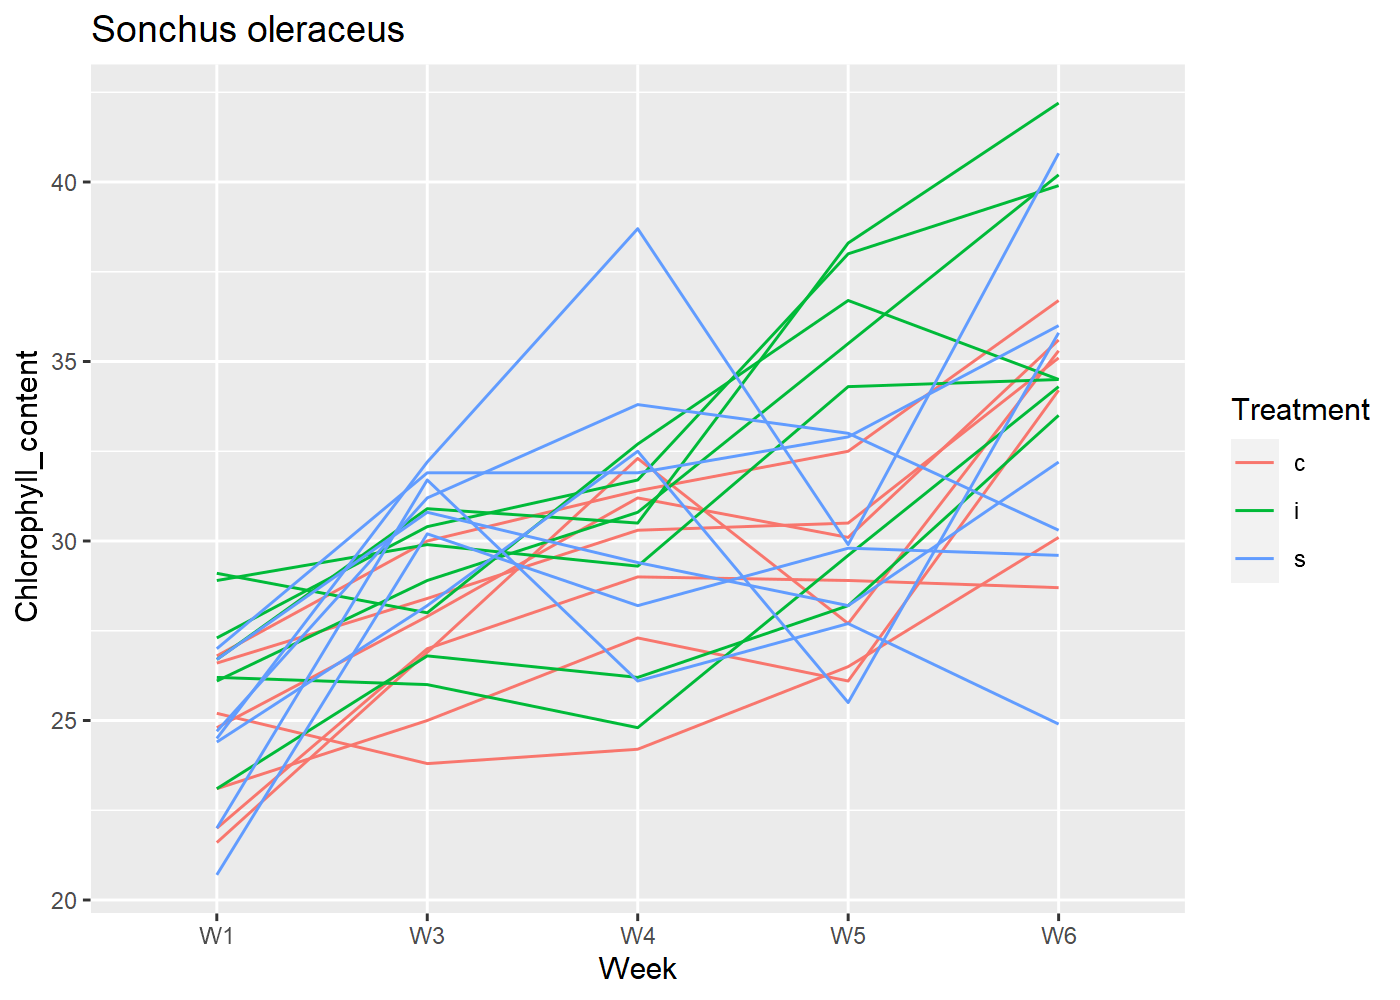 Sonchus oleraceus
Chlorophyll_content
40
35
30
25
20
W1 W3 W4 W5 W6
Week
Treatment
c
i
s